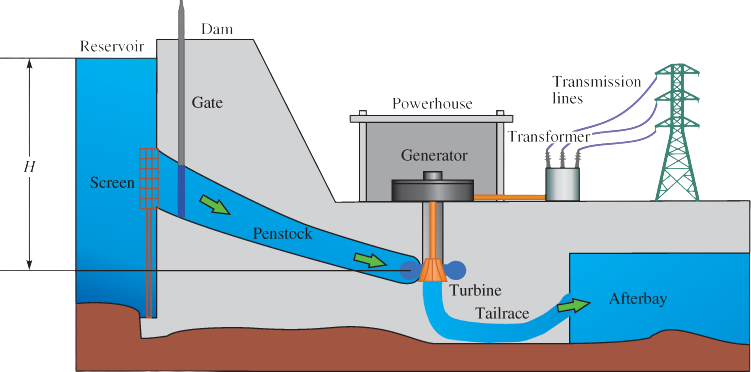 Dam
Reservoir
Gate
Powerhouse
Transmission
lines
Transformer
Generator
H
Screen
Penstock
Turbine
Tailrace
Afterbay